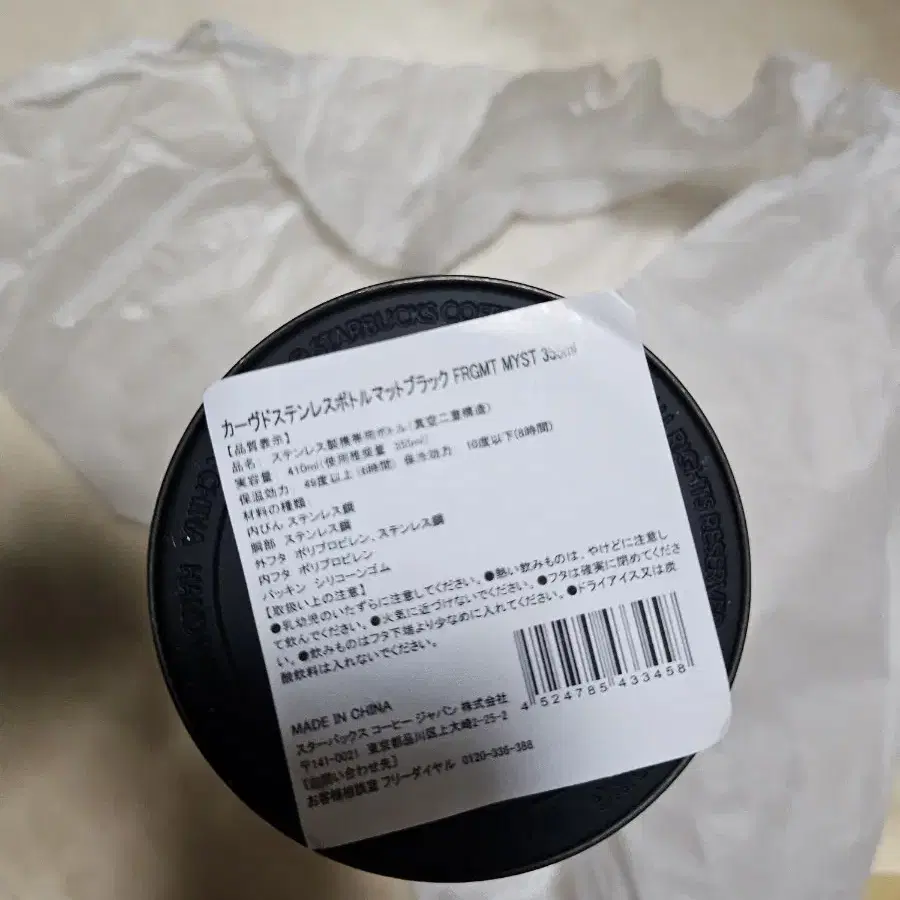 STARBUCKS
RIGHTS RESERVED
CHINA
カーヴドステンレスボトルマットブラック FRGMT MYST 355ml
【品質表示】
品名: ステンレス製携帯用ボトル(真空二重構造)
実容量 410ml(使用推奨量 355ml)
保温効力: 49度以上(6時間) 保冷効力: 10度以下(6時間)
材料の種類:
内びん ステンレス鋼
胴部 ステンレス鋼
外フタ ポリプロピレン、ステンレス鋼
内フタ ポリプロピレン
パッキン シリコーンゴム
【取扱い上の注意】
●乳幼児のいたずらに注意してください。●熱い飲みものは、やけどに注意し
て飲んでください。●火気に近づけないでください。●フタは確実に閉めてくださ
い。●飲みものはフタ下端より少なめに入れてください。●ドライアイス又は炭
酸飲料は入れないでください。
4 524785 433458
MADE IN CHINA
スターバックス コーヒー ジャパン 株式会社
〒141-0021 東京都品川区上大崎2-25-2
【お問い合わせ先】
お客様相談室 フリーダイヤル 0120-336-388